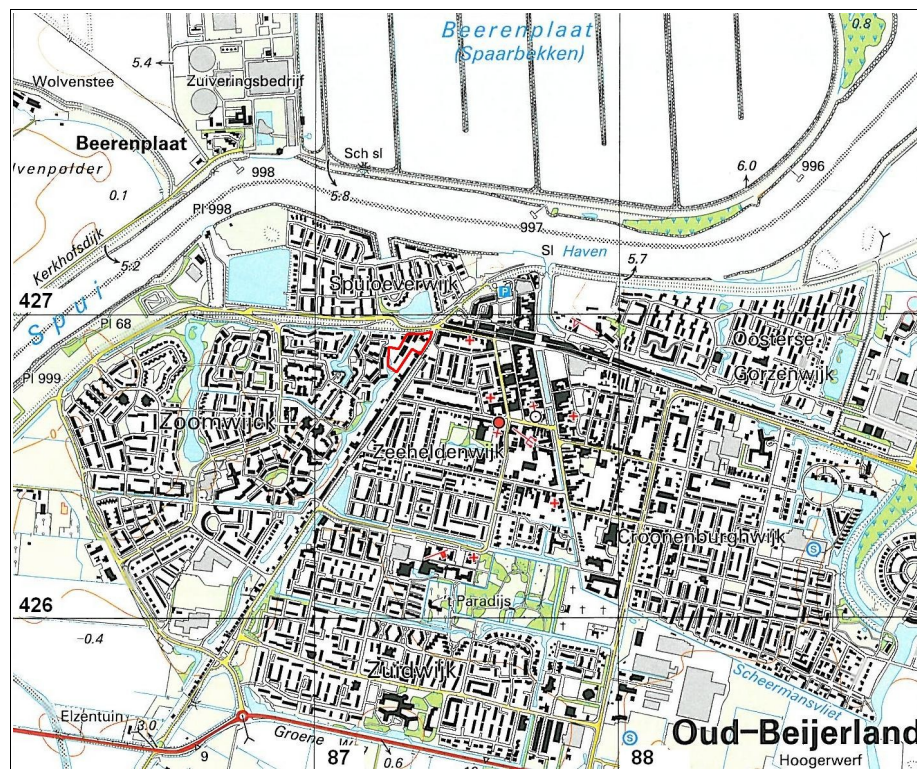 Beerenplaat
(Spaarbekken)
0.8
5.4
Wolvenstee
Zuiveringsbedrijf
Beerenplaat
Sch sl
lvenpolder
0.1
998
5.8
6.0
996
Pl 998
997
Kerkhofsdijk
5.2
Sl Haven
5.7
Spuioeverwijk
P
427
Spui
Pl 68
Oosterse
Gorzenwijk
Pl 999
Zoomwijck
Zeeheldenwijk
Croonenburghwijk
S
426
't Paradijs
-0.4
Zuidwijk
Scheermansvliet
Elzentuin
3.0
Groene
S
Oud-Beijerland
9
87
0.6
88
Hoogerwerf